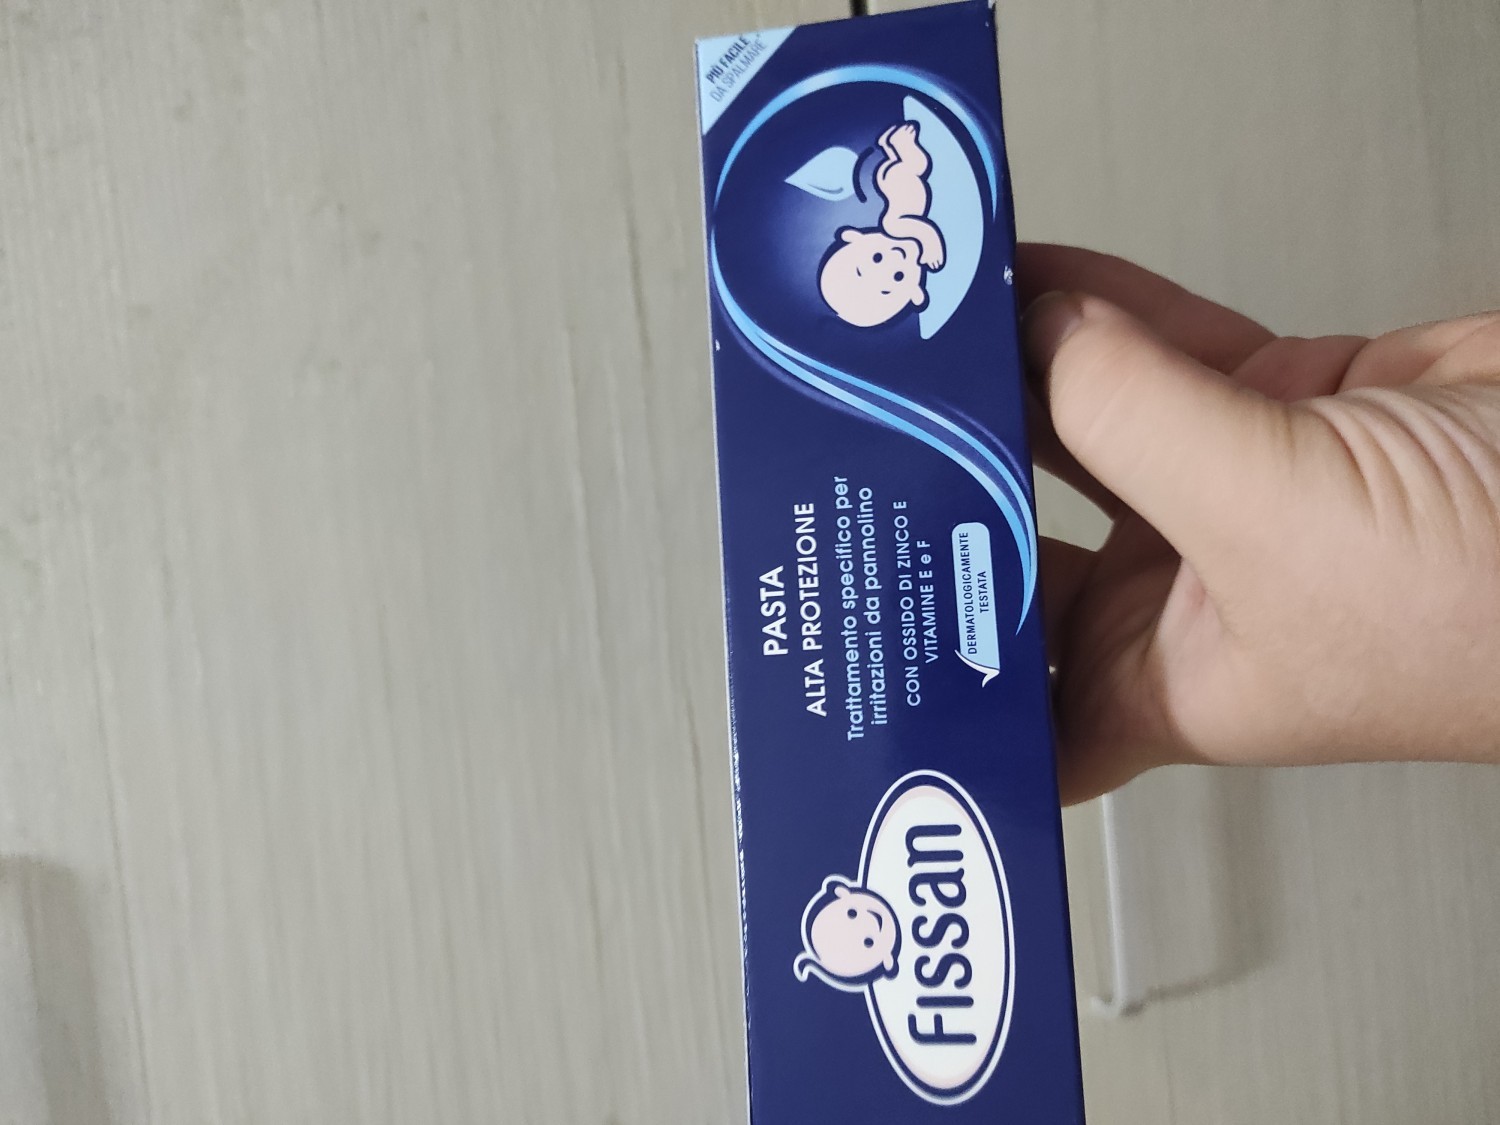 Fissan
PASTA
ALTA PROTEZIONE
Trattamento specifico per
irritazioni da pannolino
CON OSSIDO DI ZINCO E
VITAMINE E e F
DERMATOLOGICAMENTE
TESTATA
PIÙ FACILE
DA SPALMARE*